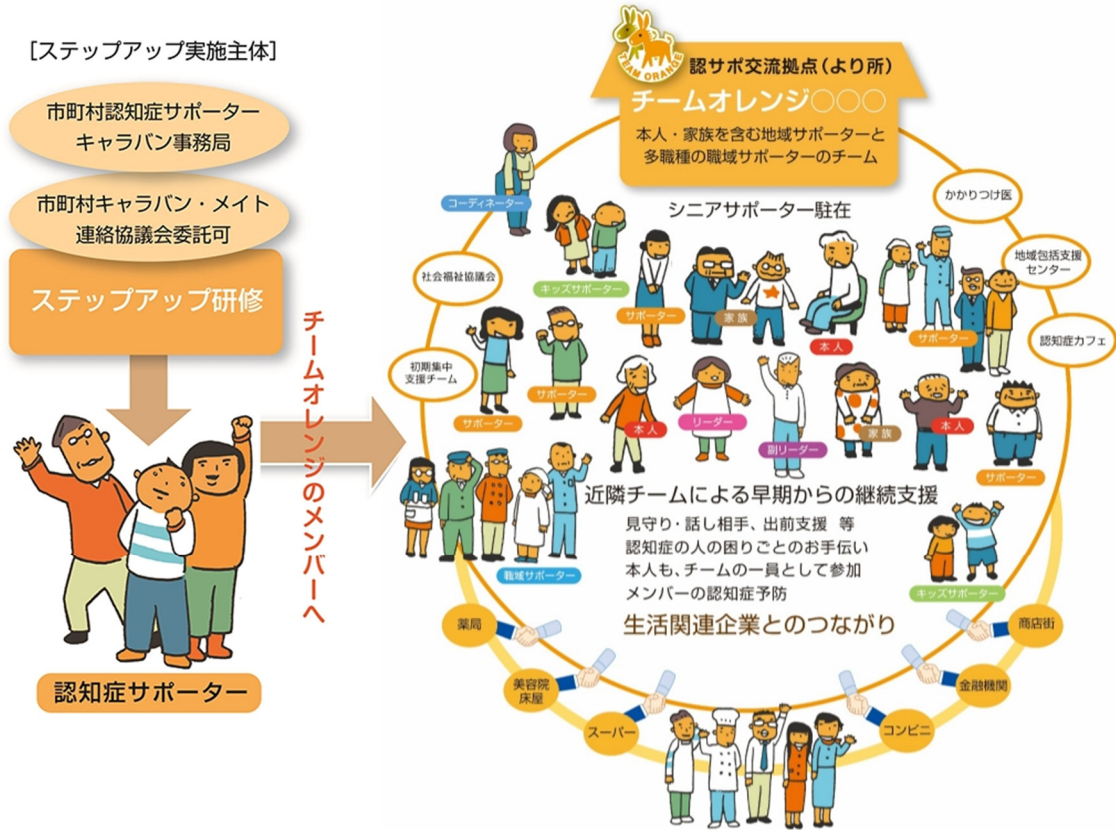 ［ステップアップ実施主体］
市町村認知症サポーター
キャラバン事務局
市町村キャラバン・メイト
連絡協議会委託可
ステップアップ研修
チームオレンジのメンバーへ
認知症サポーター
TEAM ORANGE
認サポ交流拠点（より所）
チームオレンジ○○○
本人・家族を含む地域サポーターと
多職種の職域サポーターのチーム
シニアサポーター駐在
コーディネーター
かかりつけ医
キッズサポーター
社会福祉協議会
地域包括支援
センター
サポーター
家族
本人
サポーター
認知症カフェ
初期集中
支援チーム
サポーター
サポーター
本人
リーダー
副リーダー
家族
本人
サポーター
近隣チームによる早期からの継続支援
見守り・話し相手、出前支援 等
認知症の人の困りごとのお手伝い
本人も、チームの一員として参加
メンバーの認知症予防
職域サポーター
キッズサポーター
生活関連企業とのつながり
薬局
美容院
床屋
スーパー
コンビニ
金融機関
商店街